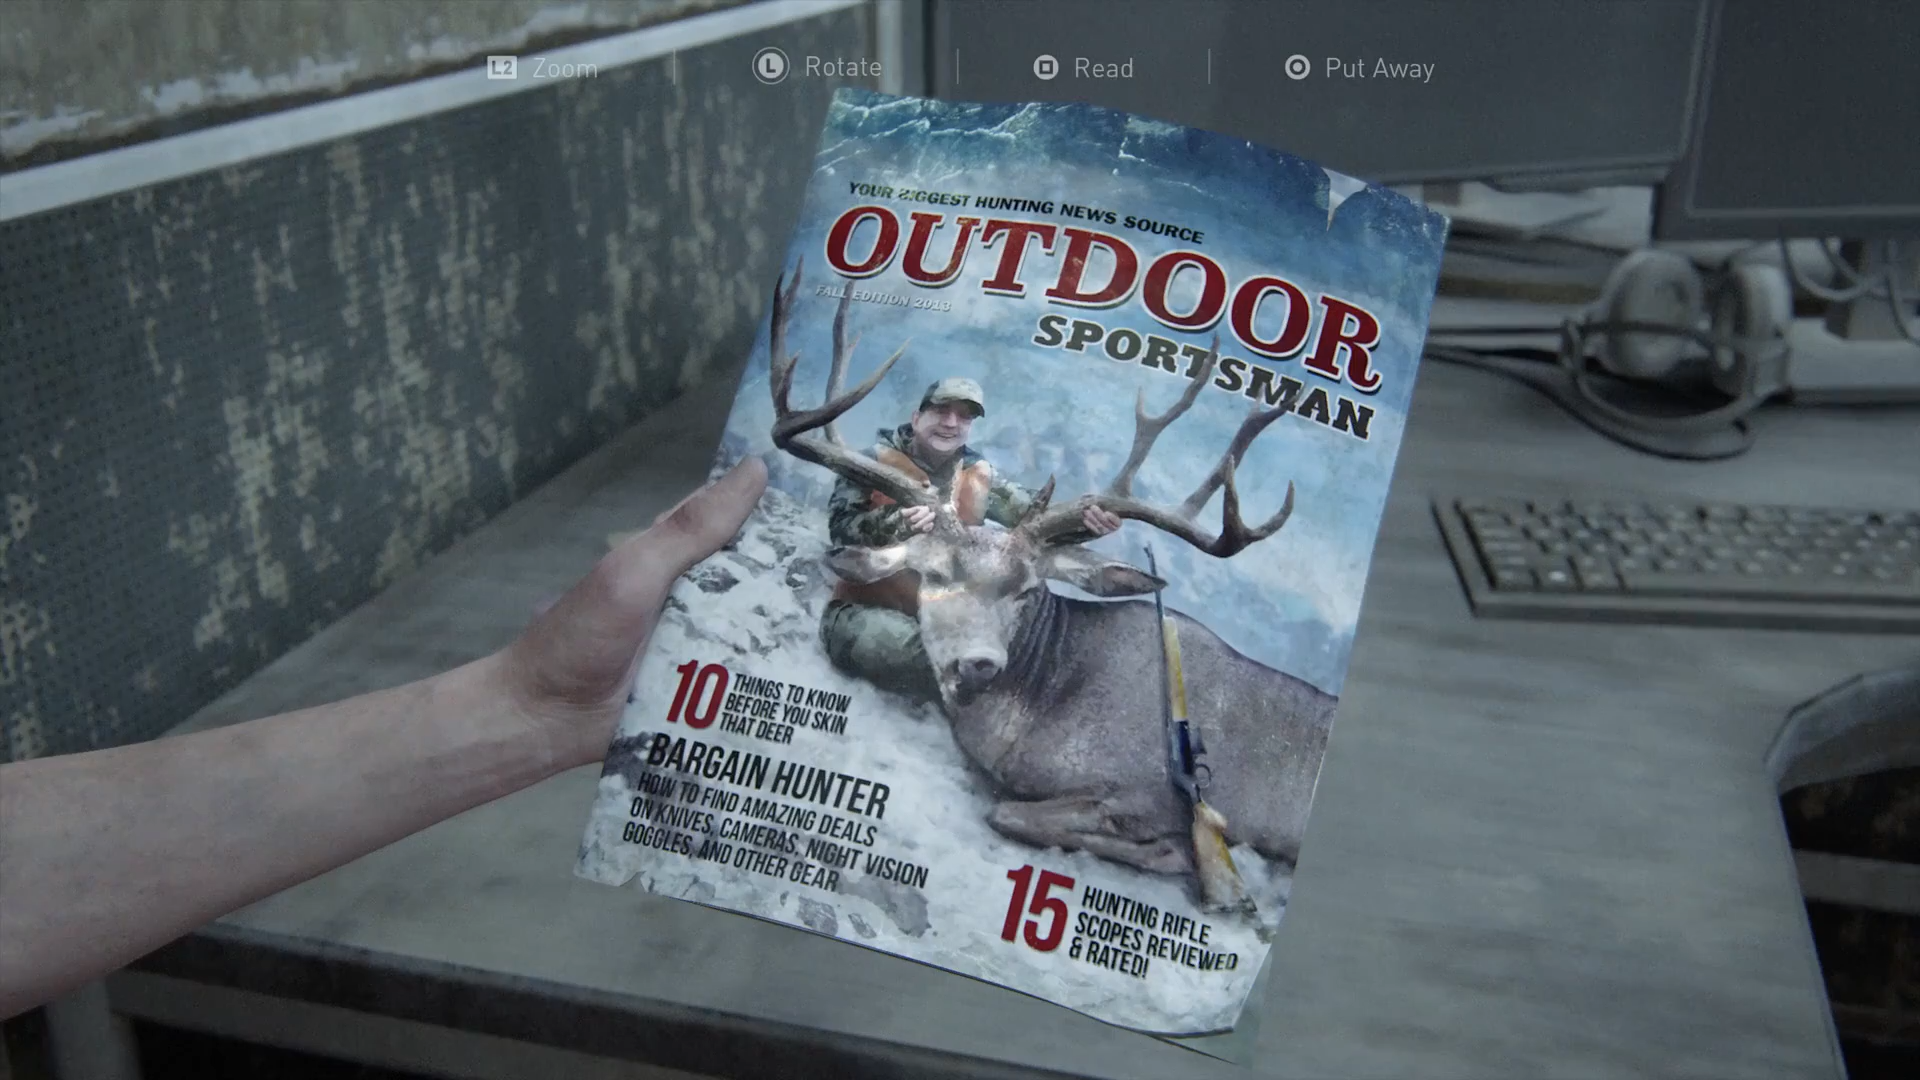 L2 Zoom
L Rotate
Read
Put Away
YOUR BIGGEST HUNTING NEWS SOURCE
OUTDOOR
SPORTSMAN
FALL EDITION 2013
10 THINGS TO KNOW
BEFORE YOU SKIN
THAT DEER
BARGAIN HUNTER
HOW TO FIND AMAZING DEALS
ON KNIVES, CAMERAS, NIGHT VISION
GOGGLES, AND OTHER GEAR
15 HUNTING RIFLE
SCOPES REVIEWED
& RATED!